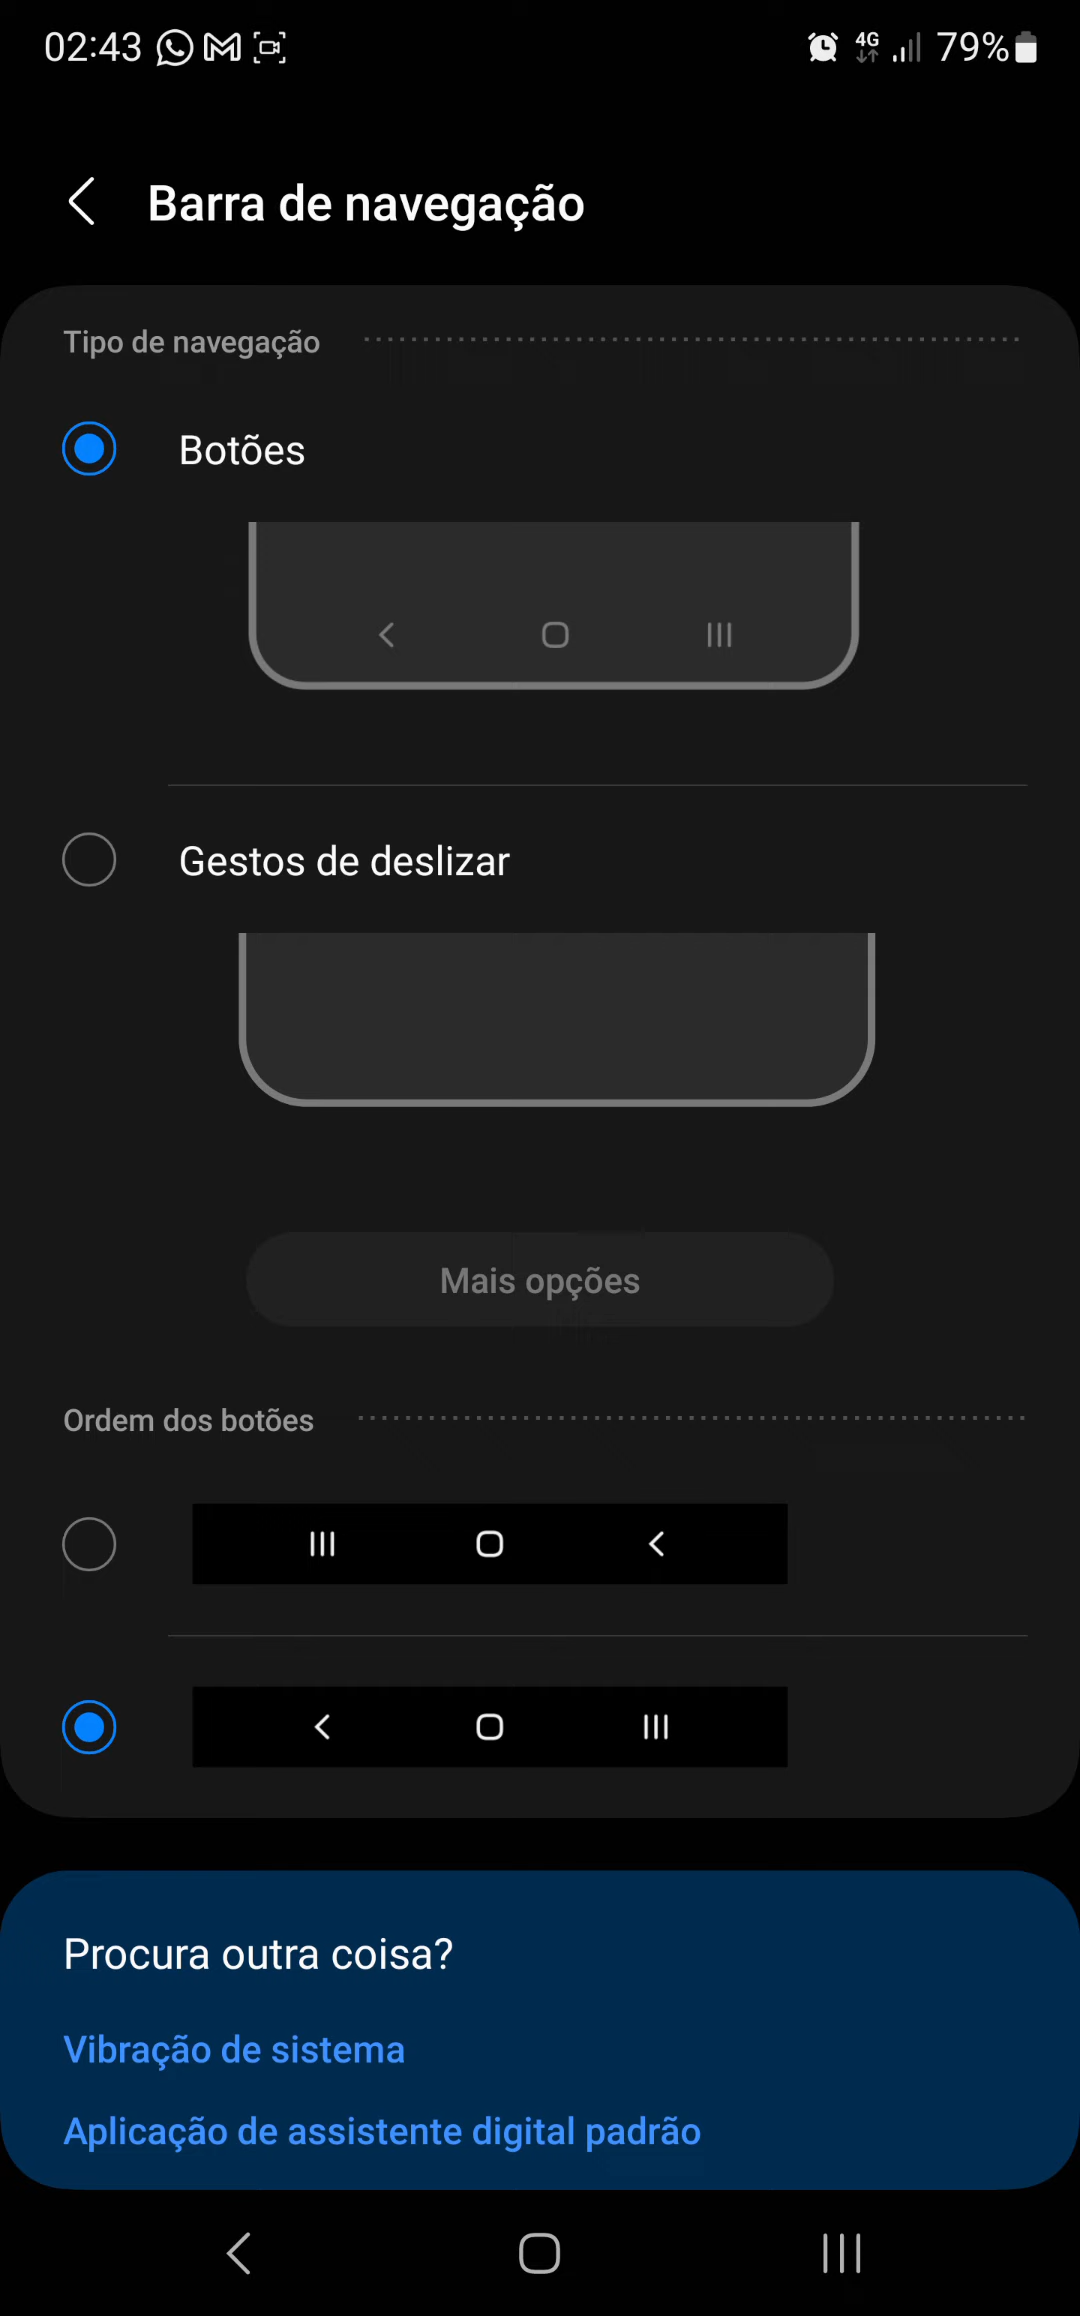 02:43 4G 79%
Barra de navegação
Tipo de navegação
Botões
Gestos de deslizar
Mais opções
Ordem dos botões
Procura outra coisa?
Vibração de sistema
Aplicação de assistente digital padrão